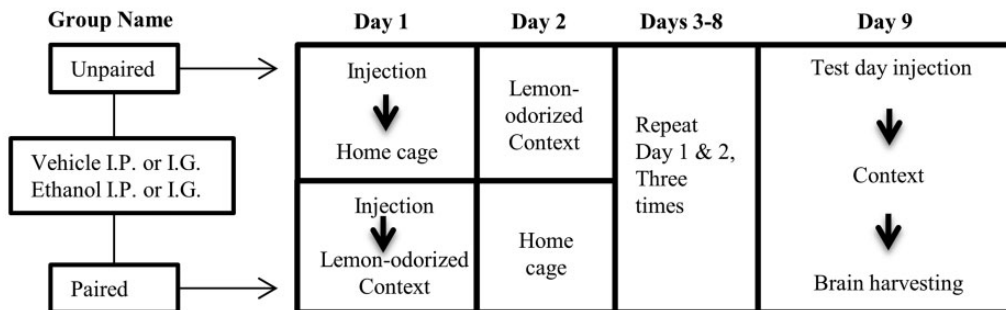 Group Name
Day 1
Day 2
Days 3-8
Day 9
Unpaired
Vehicle I.P. or I.G.
Ethanol I.P. or I.G.
Paired
Injection
Home cage
Injection
Lemon-odorized
Context
Lemon-
odorized
Context
Home
cage
Repeat
Day 1 & 2,
Three
times
Test day injection
Context
Brain harvesting